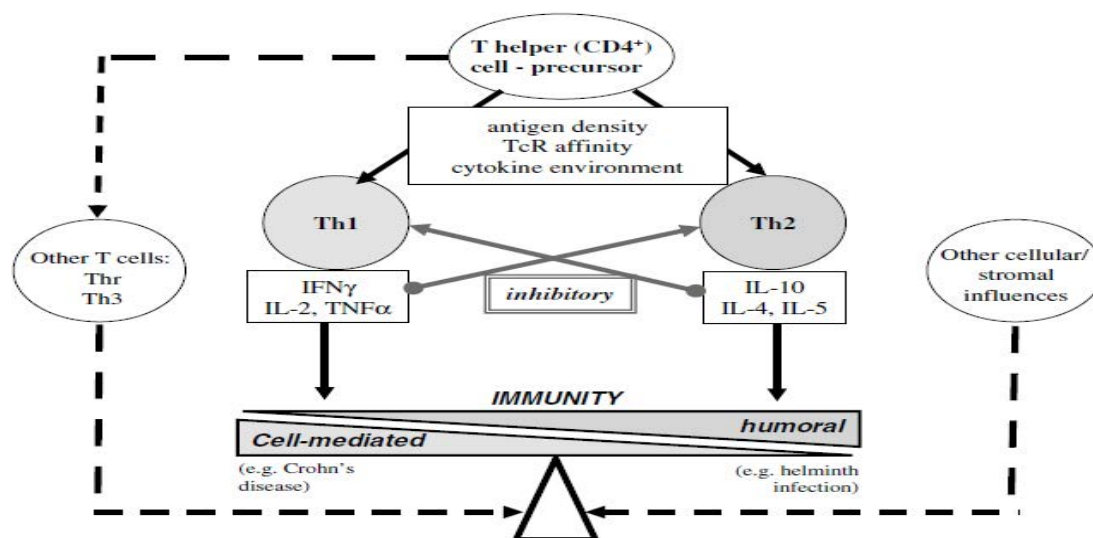 T helper (CD4⁺)
cell - precursor
antigen density
TcR affinity
cytokine environment
Th1
Th2
Other T cells:
Thr
Th3
Other cellular/
stromal
influences
IFNγ
IL-2, TNFα
inhibitory
IL-10
IL-4, IL-5
IMMUNITY
humoral
Cell-mediated
(e.g. Crohn's
disease)
(e.g. helminth
infection)